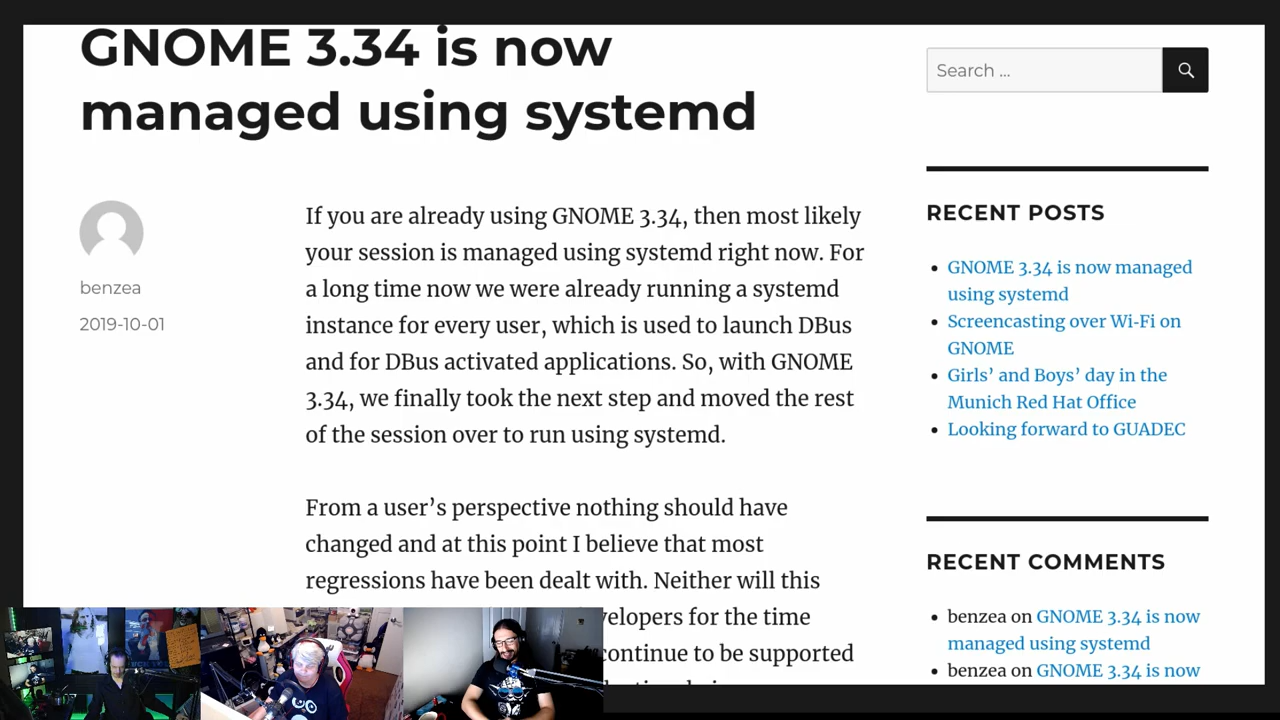 GNOME 3.34 is now
managed using systemd
benzea
2019-10-01
If you are already using GNOME 3.34, then most likely
your session is managed using systemd right now. For
a long time now we were already running a systemd
instance for every user, which is used to launch DBus
and for DBus activated applications. So, with GNOME
3.34, we finally took the next step and moved the rest
of the session over to run using systemd.
From a user’s perspective nothing should have
changed and at this point I believe that most
regressions have been dealt with. Neither will this
velopers for the time
continue to be supported
Search ...
RECENT POSTS
GNOME 3.34 is now managed
using systemd
Screencasting over Wi-Fi on
GNOME
Girls’ and Boys’ day in the
Munich Red Hat Office
Looking forward to GUADEC
RECENT COMMENTS
benzea on GNOME 3.34 is now
managed using systemd
benzea on GNOME 3.34 is now